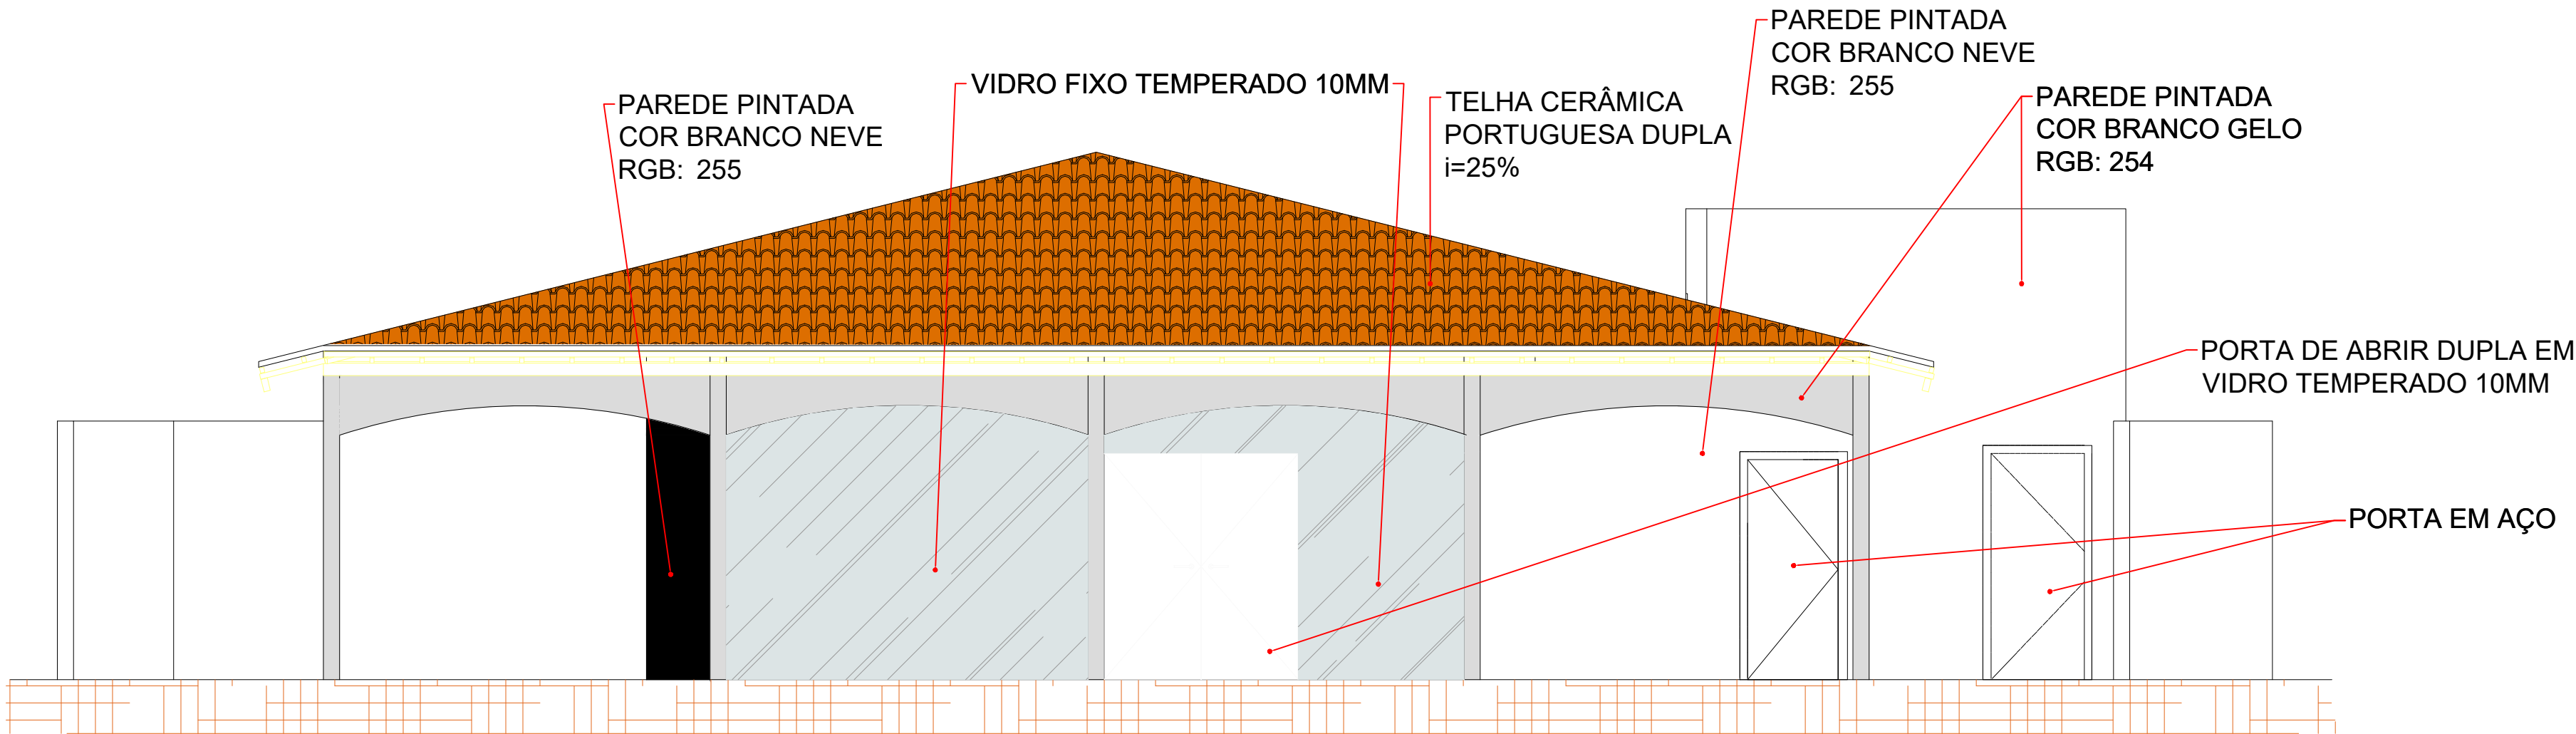 PAREDE PINTADA
COR BRANCO NEVE
RGB: 255
VIDRO FIXO TEMPERADO 10MM
TELHA CERÂMICA
PORTUGUESA DUPLA
i=25%
PAREDE PINTADA
COR BRANCO NEVE
RGB: 255
PAREDE PINTADA
COR BRANCO GELO
RGB: 254
PORTA DE ABRIR DUPLA EM
VIDRO TEMPERADO 10MM
PORTA EM AÇO